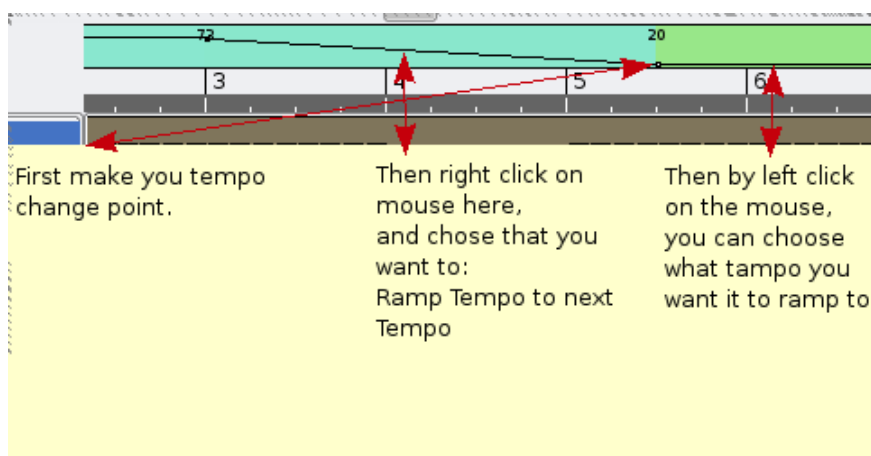 73
20
3
4
5
6
First make you tempo
change point.
Then right click on
mouse here,
and chose that you
want to:
Ramp Tempo to next
Tempo
Then by left click
on the mouse,
you can choose
what tampo you
want it to ramp to